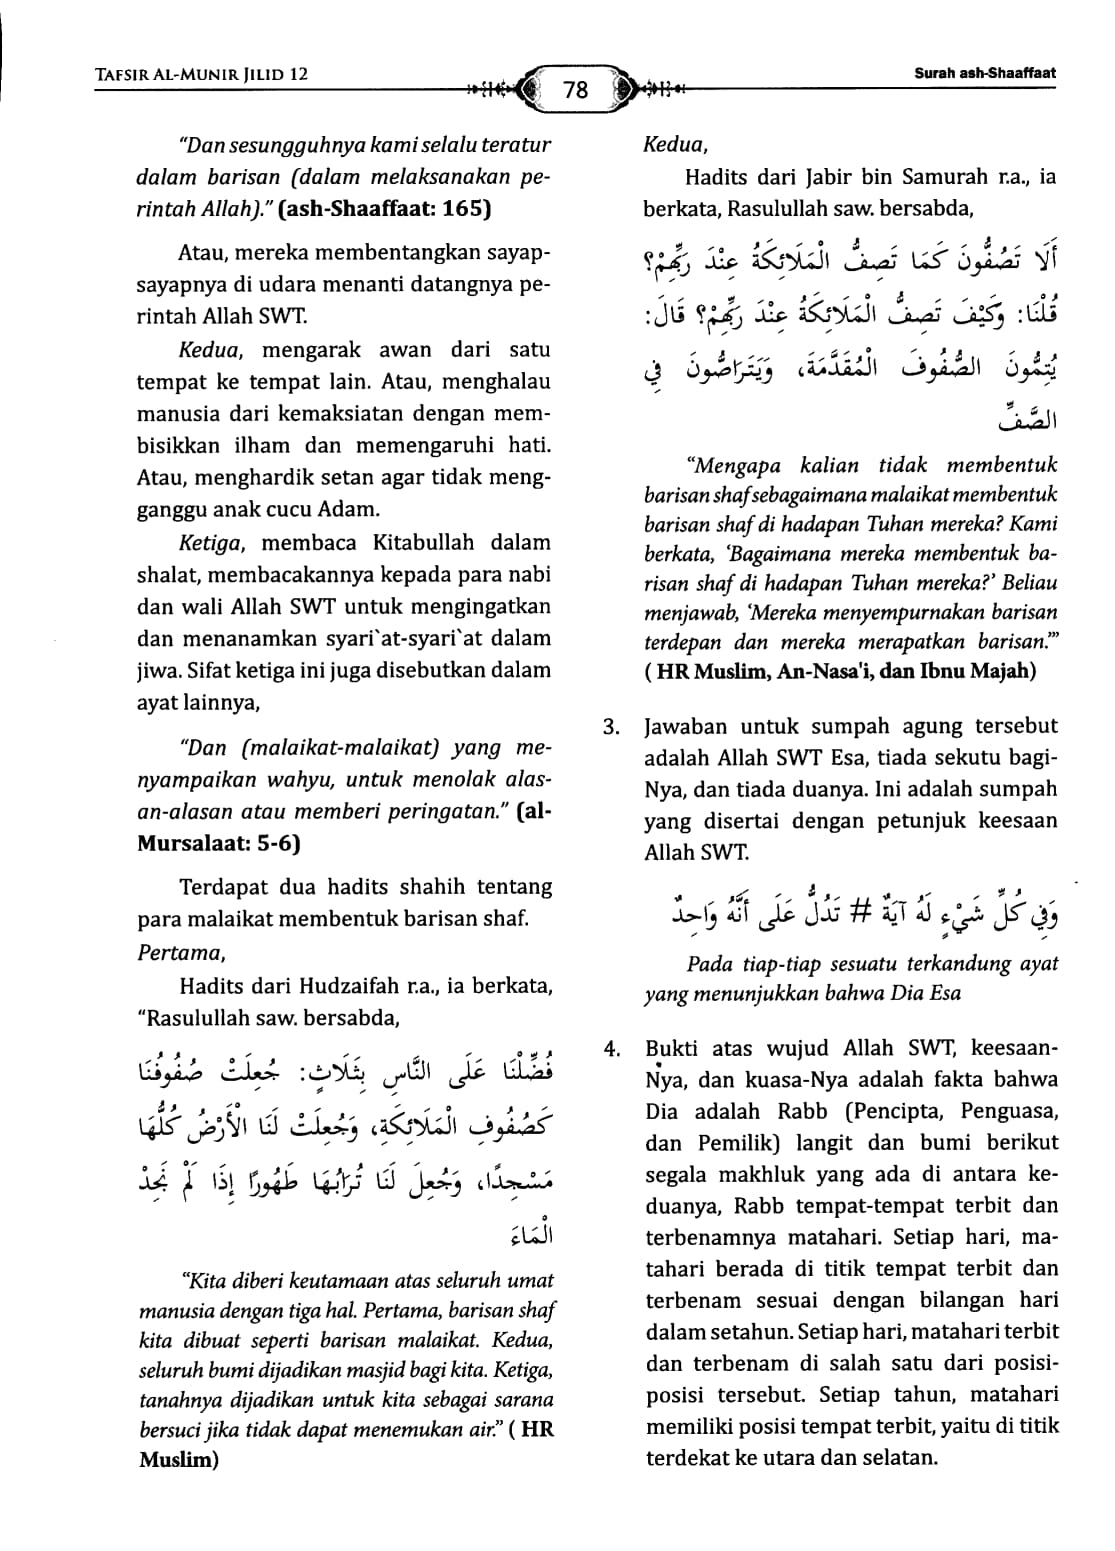 TAFSIR AL-MUNIR JILID 12
78
Surah ash-Shaaffaat
“Dan sesungguhnya kami selalu teratur
dalam barisan (dalam melaksanakan pe-
rintah Allah).” (ash-Shaaffaat: 165)
Atau, mereka membentangkan sayap-
sayapnya di udara menanti datangnya pe-
rintah Allah SWT.
Kedua, mengarak awan dari satu
tempat ke tempat lain. Atau, menghalau
manusia dari kemaksiatan dengan mem-
bisikkan ilham dan memengaruhi hati.
Atau, menghardik setan agar tidak meng-
ganggu anak cucu Adam.
Ketiga, membaca Kitabullah dalam
shalat, membacakannya kepada para nabi
dan wali Allah SWT untuk mengingatkan
dan menanamkan syari`at-syari`at dalam
jiwa. Sifat ketiga ini juga disebutkan dalam
ayat lainnya,
“Dan (malaikat-malaikat) yang me-
nyampaikan wahyu, untuk menolak alas-
an-alasan atau memberi peringatan.” (al-
Mursalaat: 5-6)
Terdapat dua hadits shahih tentang
para malaikat membentuk barisan shaf.
Pertama,
Hadits dari Hudzaifah r.a., ia berkata,
“Rasulullah saw. bersabda,
فُضِّلْنَا عَلَى النَّاسِ بِثَلَاثٍ: جُعِلَتْ صُفُوفُنَا
كَصُفُوفِ الْمَلَائِكَةِ، وَجُعِلَتْ لَنَا الْأَرْضُ كُلُّهَا
مَسْجِدًا، وَجُعِلَ لَنَا تُرَابُهَا طَهُورًا إِذَا لَمْ نَجِدْ
الْمَاءَ
“Kita diberi keutamaan atas seluruh umat
manusia dengan tiga hal. Pertama, barisan shaf
kita dibuat seperti barisan malaikat. Kedua,
seluruh bumi dijadikan masjid bagi kita. Ketiga,
tanahnya dijadikan untuk kita sebagai sarana
bersuci jika tidak dapat menemukan air.” ( HR
Muslim)
Kedua,
Hadits dari Jabir bin Samurah r.a., ia
berkata, Rasulullah saw. bersabda,
أَلَا تَصُفُّونَ كَمَا تَصِفُّ الْمَلَائِكَةُ عِنْدَ رَبِّهِمْ؟
قُلْنَا: وَكَيْفَ تَصِفُّ الْمَلَائِكَةُ عِنْدَ رَبِّهِمْ؟ قَالَ:
يُتِمُّونَ الصُّفُوفَ الْمُقَدَّمَةَ، وَيَتَرَاصُّونَ فِي
الصَّفِّ
“Mengapa kalian tidak membentuk
barisan shaf sebagaimana malaikat membentuk
barisan shaf di hadapan Tuhan mereka? Kami
berkata, ‘Bagaimana mereka membentuk ba-
risan shaf di hadapan Tuhan mereka?’ Beliau
menjawab, ‘Mereka menyempurnakan barisan
terdepan dan mereka merapatkan barisan.’”
( HR Muslim, An-Nasa'i, dan Ibnu Majah)
3. Jawaban untuk sumpah agung tersebut
adalah Allah SWT Esa, tiada sekutu bagi-
Nya, dan tiada duanya. Ini adalah sumpah
yang disertai dengan petunjuk keesaan
Allah SWT.
وَفِي كُلِّ شَيْءٍ لَهُ آيَةٌ # تَدُلُّ عَلَى أَنَّهُ وَاحِدٌ
Pada tiap-tiap sesuatu terkandung ayat
yang menunjukkan bahwa Dia Esa
4. Bukti atas wujud Allah SWT, keesaan-
Nya, dan kuasa-Nya adalah fakta bahwa
Dia adalah Rabb (Pencipta, Penguasa,
dan Pemilik) langit dan bumi berikut
segala makhluk yang ada di antara ke-
duanya, Rabb tempat-tempat terbit dan
terbenamnya matahari. Setiap hari, ma-
tahari berada di titik tempat terbit dan
terbenam sesuai dengan bilangan hari
dalam setahun. Setiap hari, matahari terbit
dan terbenam di salah satu dari posisi-
posisi tersebut. Setiap tahun, matahari
memiliki posisi tempat terbit, yaitu di titik
terdekat ke utara dan selatan.